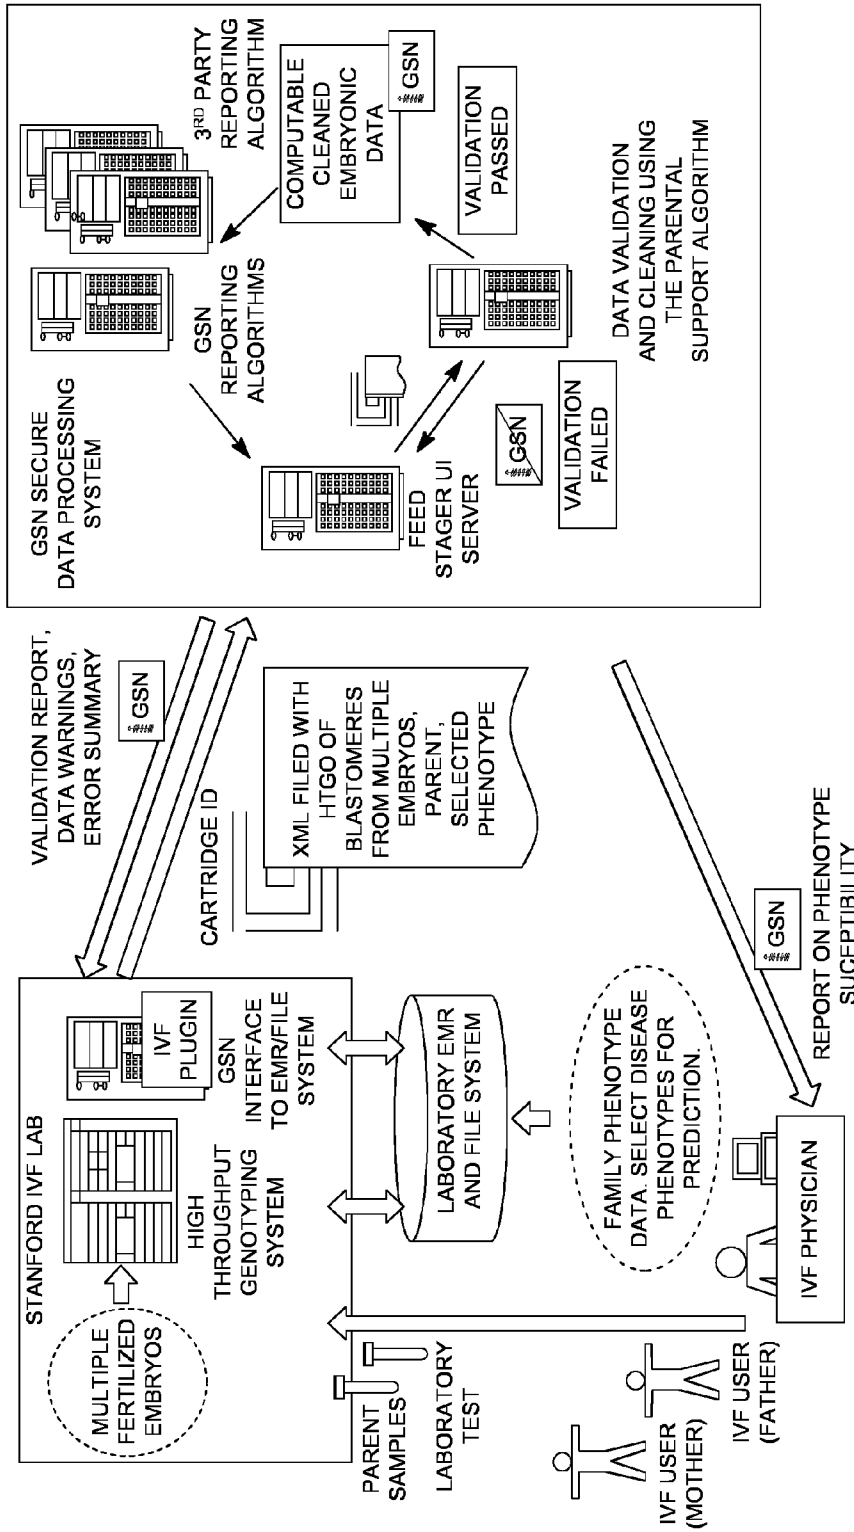 STANFORD IVF LAB
MULTIPLE
FERTILIZED
EMBRYOS
HIGH
THROUGHPUT
GENOTYPING
SYSTEM
IVF
PLUGIN
GSN
INTERFACE
TO EMR/FILE
SYSTEM
PARENT
SAMPLES
LABORATORY
TEST
LABORATORY EMR
AND FILE SYSTEM
FAMILY PHENOTYPE
DATA. SELECT DISEASE
PHENOTYPES FOR
PREDICTION.
IVF USER
(MOTHER)
IVF USER
(FATHER)
IVF PHYSICIAN
VALIDATION REPORT,
DATA WARNINGS,
ERROR SUMMARY
GSN
CARTRIDGE ID
XML FILED WITH
HTGO OF
BLASTOMERES
FROM MULTIPLE
EMBRYOS,
PARENT,
SELECTED
PHENOTYPE
GSN
REPORT ON PHENOTYPE
SUCEPTIBILITY
GSN SECURE
DATA PROCESSING
SYSTEM
GSN
REPORTING
ALGORITHMS
3RD PARTY
REPORTING
ALGORITHM
FEED
STAGER UI
SERVER
COMPUTABLE
CLEANED
EMBRYONIC
DATA
GSN
VALIDATION
PASSED
GSN
VALIDATION
FAILED
DATA VALIDATION
AND CLEANING USING
THE PARENTAL
SUPPORT ALGORITHM